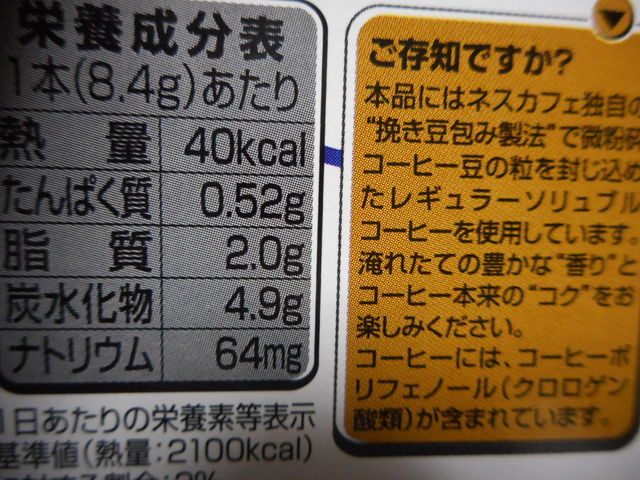 栄養成分表
1本(8.4g)あたり
熱量 40kcal
たんぱく質 0.52g
脂質 2.0g
炭水化物 4.9g
ナトリウム 64mg
1日あたりの栄養素等表示
基準値(熱量:2100kcal)
ご存知ですか?
本品にはネスカフェ独自の
"挽き豆包み製法"で微粉砕
コーヒー豆の粒を封じ込め
たレギュラーソリュブル
コーヒーを使用しています。
淹れたての豊かな"香り"と
コーヒー本来の"コク"をお
楽しみください。
コーヒーには、コーヒーポ
リフェノール(クロロゲン
酸類)が含まれています。